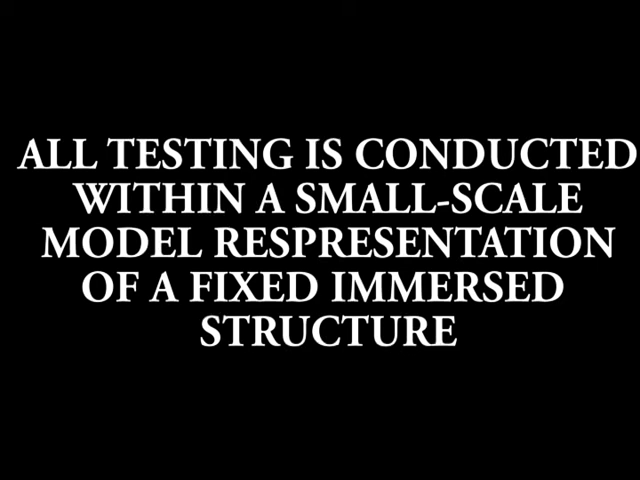 ALL TESTING IS CONDUCTED
WITHIN A SMALL-SCALE
MODEL RESPRESENTATION
OF A FIXED IMMERSED
STRUCTURE